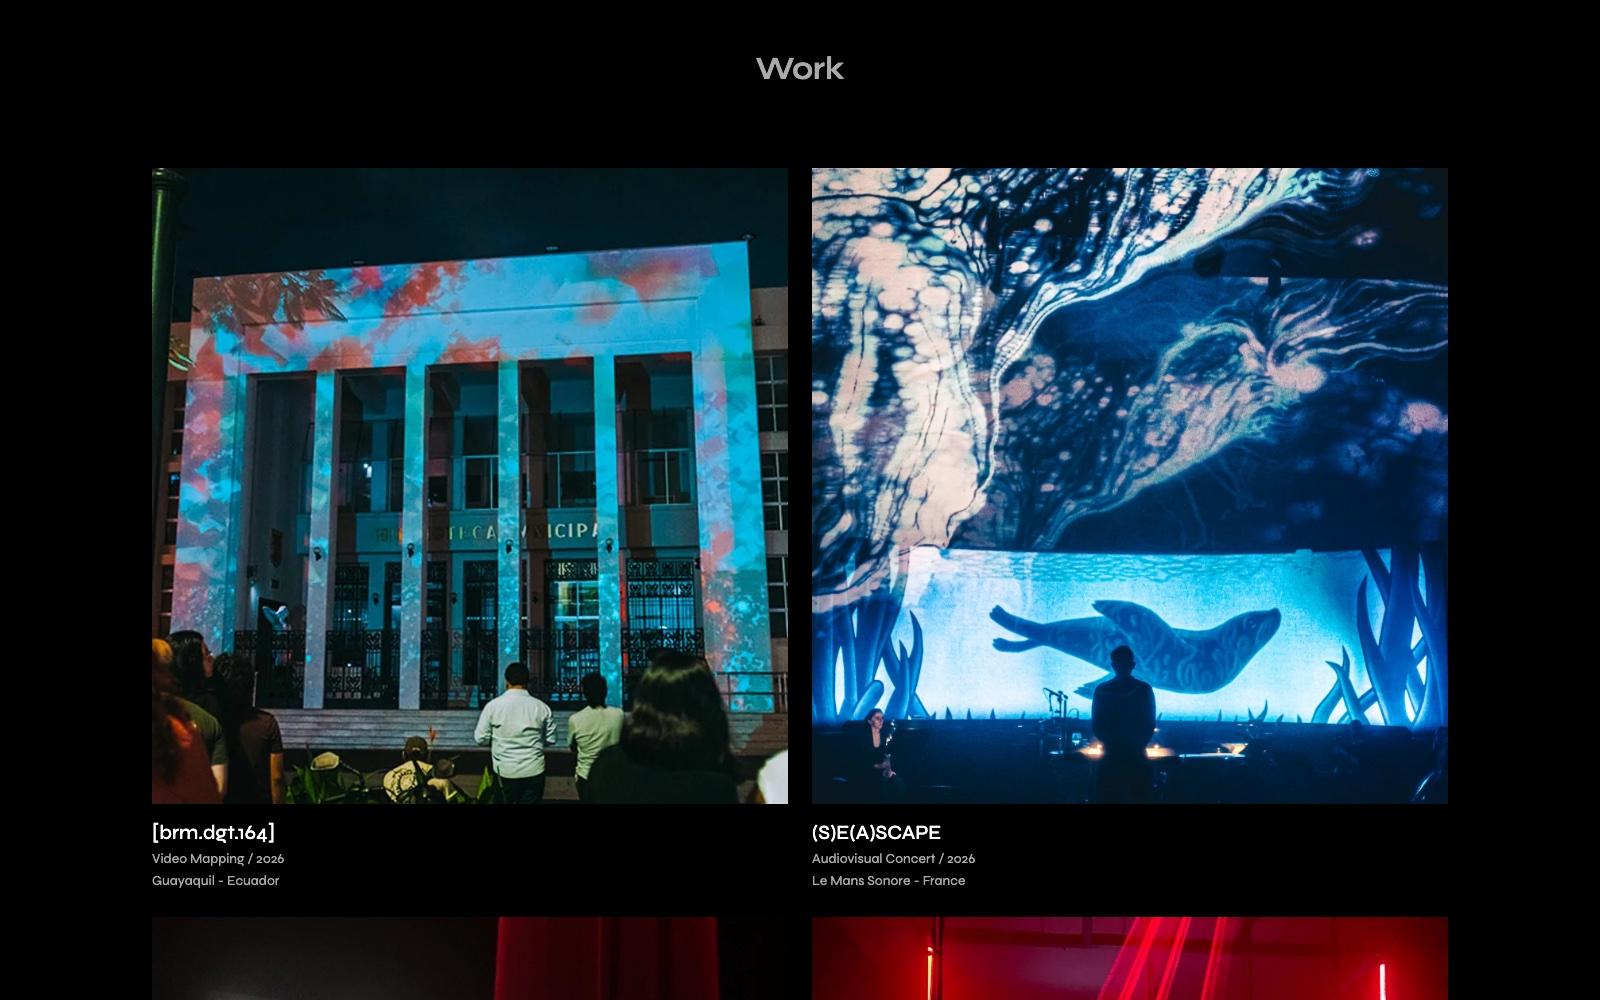 Work
[brm.dgt.164]
Video Mapping / 2026
Guayaquil - Ecuador
(S)E(A)SCAPE
Audiovisual Concert / 2026
Le Mans Sonore - France